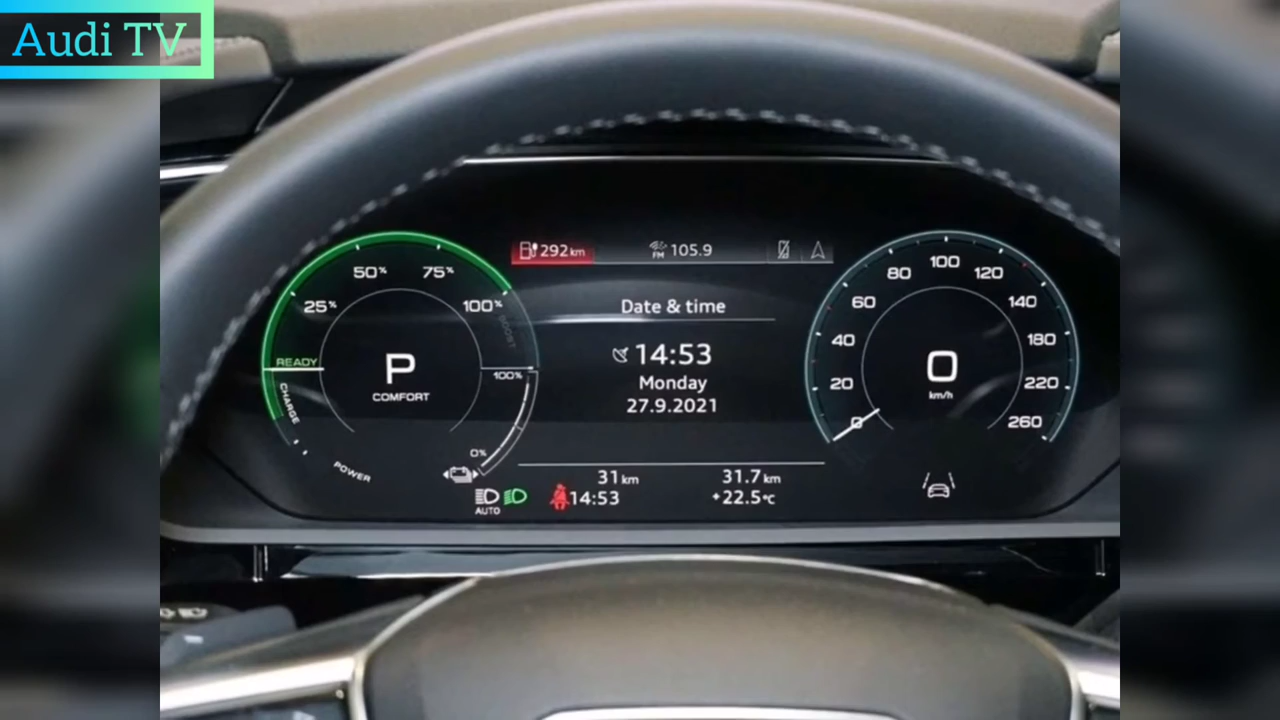 Audi TV
292 km
FM 105.9
50% 75%
25% 100%
BOOST
READY
P
COMFORT
100%
CHARGE
0%
POWER
Date & time
14:53
Monday
27.9.2021
31 km 31.7 km
14:53 +22.5°C
AUTO
0 20 40 60 80 100 120 140 180 220 260
0
km/h